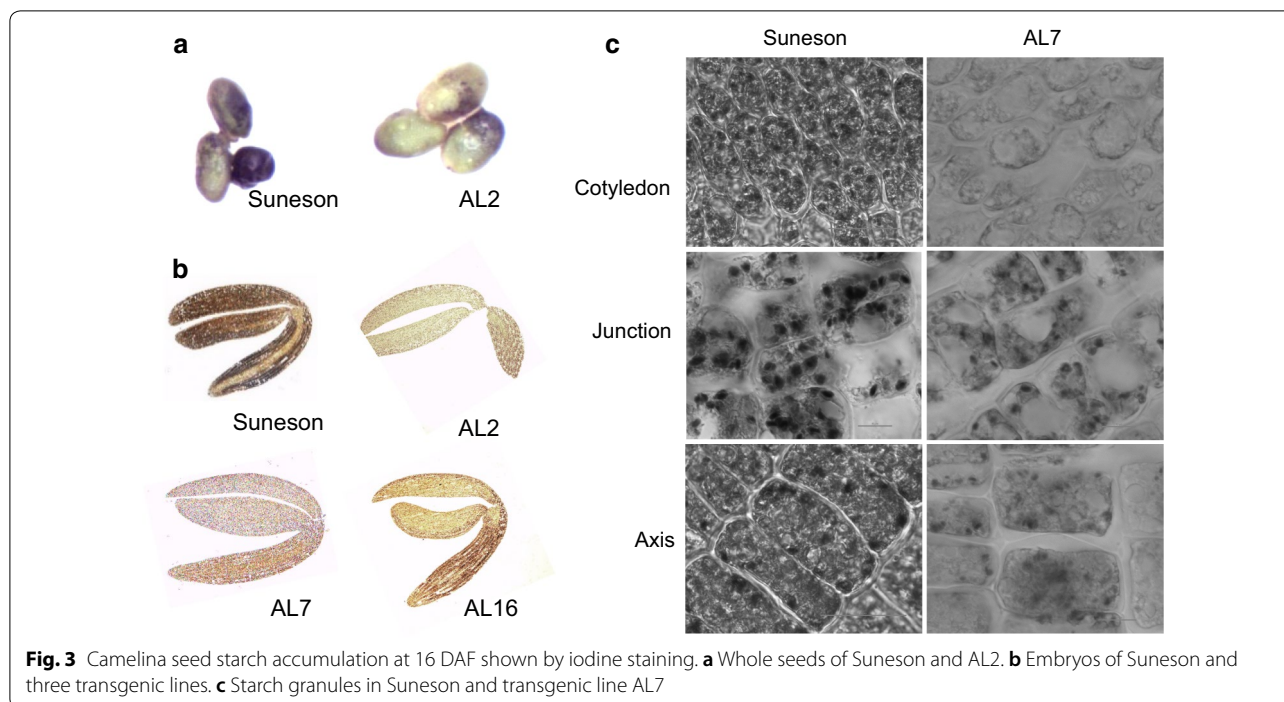 a
Suneson
AL2
b
Suneson
AL2
AL7
AL16
c
Suneson
AL7
Cotyledon
Junction
Axis
Fig. 3 Camelina seed starch accumulation at 16 DAF shown by iodine staining. a Whole seeds of Suneson and AL2. b Embryos of Suneson and
three transgenic lines. c Starch granules in Suneson and transgenic line AL7